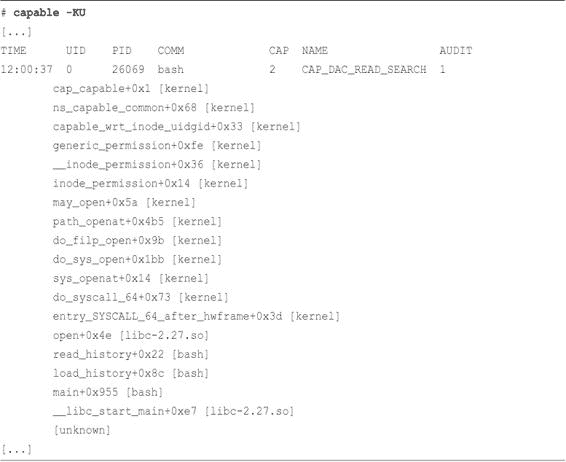 # capable -KU
[...]
TIME      UID    PID    COMM             CAP  NAME                 AUDIT
12:00:37  0      26069  bash             2    CAP_DAC_READ_SEARCH  1
        cap_capable+0x1 [kernel]
        ns_capable_common+0x68 [kernel]
        capable_wrt_inode_uidgid+0x33 [kernel]
        generic_permission+0xfe [kernel]
        __inode_permission+0x36 [kernel]
        inode_permission+0x14 [kernel]
        may_open+0x5a [kernel]
        path_openat+0x4b5 [kernel]
        do_filp_open+0x9b [kernel]
        do_sys_open+0x1bb [kernel]
        sys_openat+0x14 [kernel]
        do_syscall_64+0x73 [kernel]
        entry_SYSCALL_64_after_hwframe+0x3d [kernel]
        open+0x4e [libc-2.27.so]
        read_history+0x22 [bash]
        load_history+0x8c [bash]
        main+0x955 [bash]
        __libc_start_main+0xe7 [libc-2.27.so]
        [unknown]
[...]